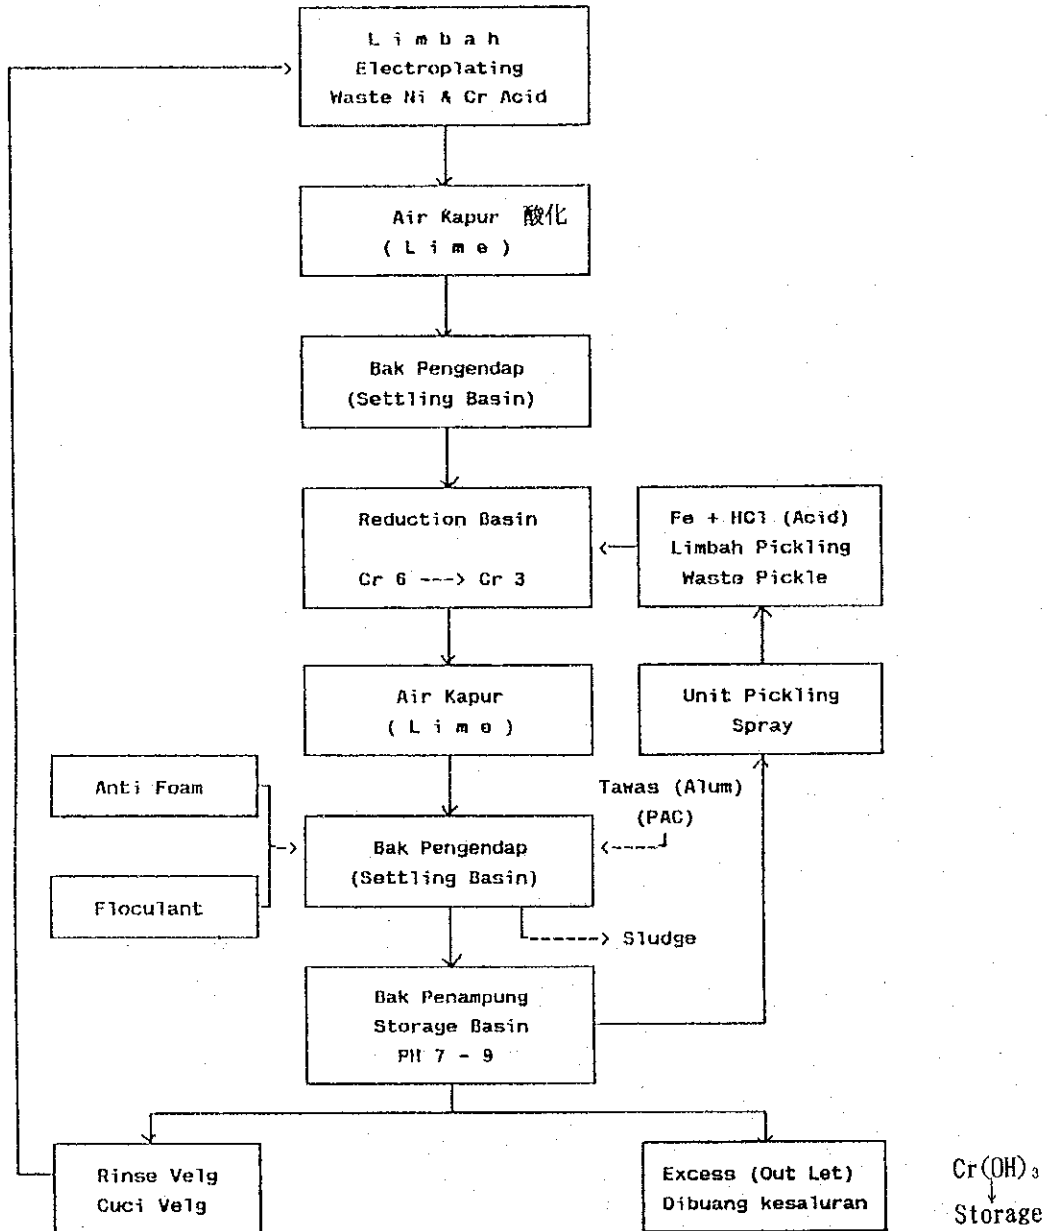 L i m b a h
Electroplating
Waste Ni & Cr Acid
Air Kapur 酸化
( L i m e )
Bak Pengendap
(Settling Basin)
Reduction Basin
Cr 6 ---> Cr 3
Fe + HCl (Acid)
Limbah Pickling
Waste Pickle
Air Kapur
( L i m e )
Unit Pickling
Spray
Anti Foam
Tawas (Alum)
(PAC)
Bak Pengendap
(Settling Basin)
Floculant
Sludge
Bak Penampung
Storage Basin
PH 7 - 9
Rinse Velg
Cuci Velg
Excess (Out Let)
Dibuang kesaluran
Cr(OH)₃
↓
Storage